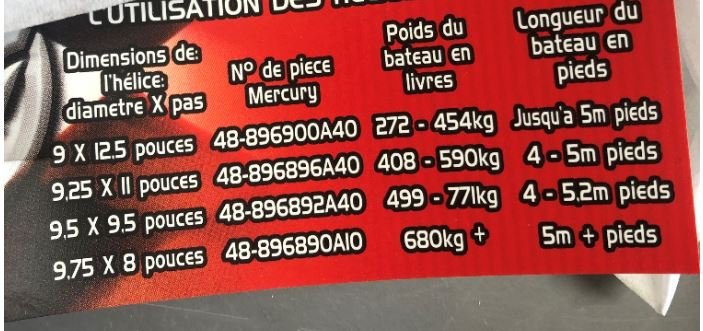 L'UTILISATION DES
Dimensions de:
l'hélice:
diametre X pas
Nº de piece
Mercury
Poids du
bateau en
livres
Longueur du
bateau en
pieds
9 X 12.5 pouces 48-896900A40 272 - 454kg Jusqu'a 5m pieds
9,25 X 11 pouces 48-896896A40 408 - 590kg 4 - 5m pieds
9,5 X 9.5 pouces 48-896892A40 499 - 771kg 4 - 5,2m pieds
9,75 X 8 pouces 48-896890A10 680kg + 5m + pieds